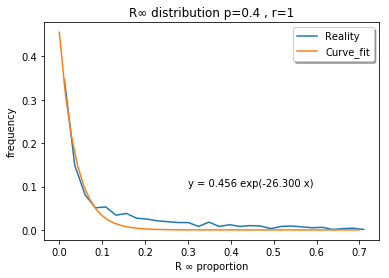 R∞ distribution p=0.4 , r=1
Reality
Curve_fit
0.4
0.3
0.2
0.1
0.0
frequency
y = 0.456 exp(-26.300 x)
0.0 0.1 0.2 0.3 0.4 0.5 0.6 0.7
R ∞ proportion